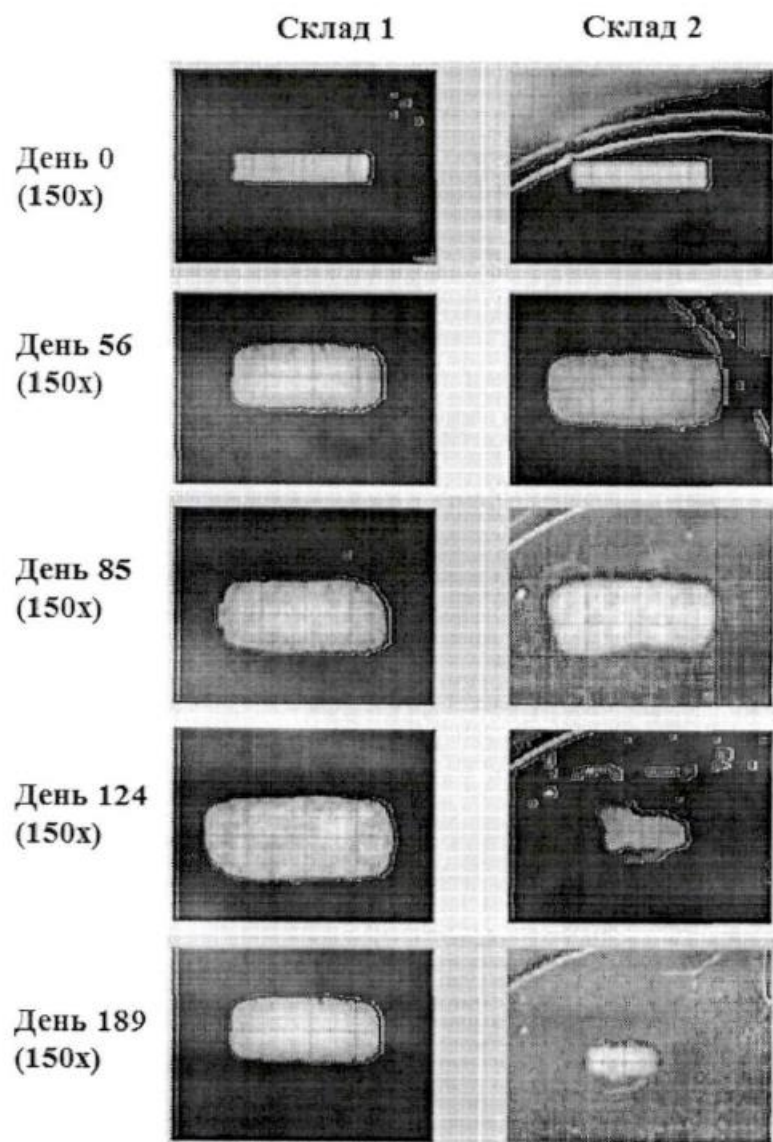 Склад 1 Склад 2
День 0
(150x)
День 56
(150x)
День 85
(150x)
День 124
(150x)
День 189
(150x)